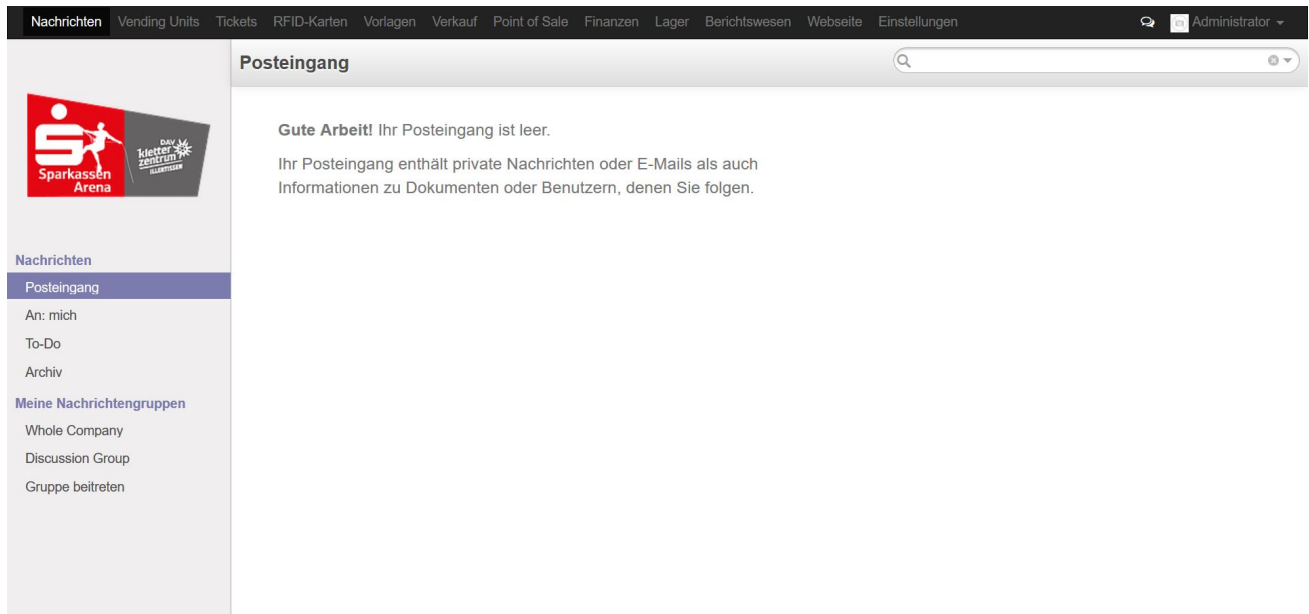 Nachrichten Vending Units Tickets RFID-Karten Vorlagen Verkauf Point of Sale Finanzen Lager Berichtswesen Webseite Einstellungen Administrator
Posteingang
DAV
kletter
zentrum
ILLERTISSEN
Sparkassen
Arena
Gute Arbeit! Ihr Posteingang ist leer.
Ihr Posteingang enthält private Nachrichten oder E-Mails als auch
Informationen zu Dokumenten oder Benutzern, denen Sie folgen.
Nachrichten
Posteingang
An: mich
To-Do
Archiv
Meine Nachrichtengruppen
Whole Company
Discussion Group
Gruppe beitreten